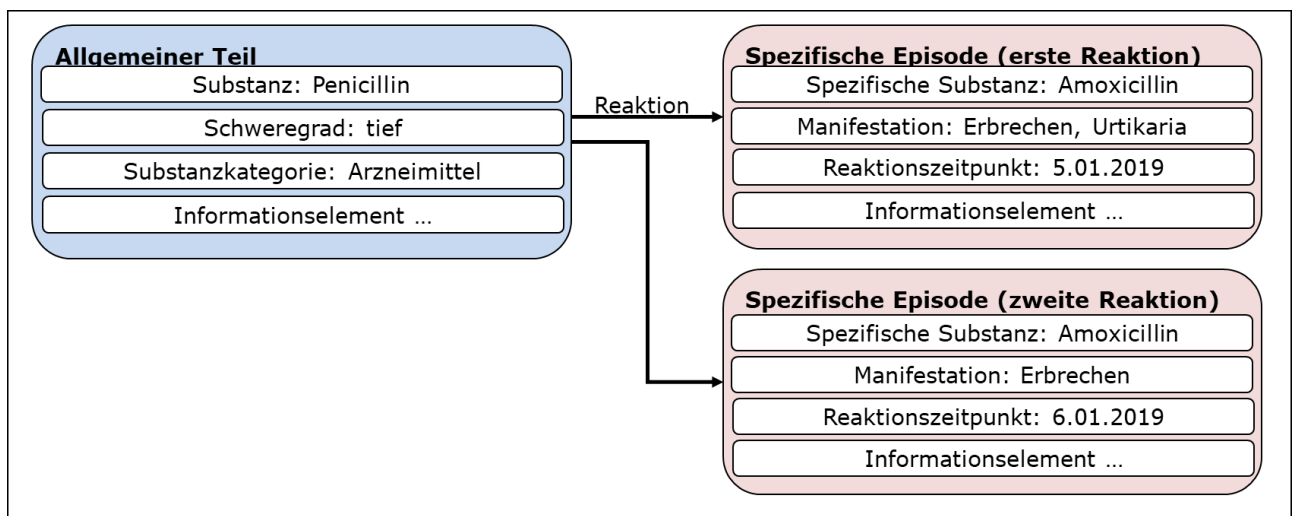 Allgemeiner Teil
Substanz: Penicillin
Schweregrad: tief
Substanzkategorie: Arzneimittel
Informationselement ...
Reaktion
Spezifische Episode (erste Reaktion)
Spezifische Substanz: Amoxicillin
Manifestation: Erbrechen, Urtikaria
Reaktionszeitpunkt: 5.01.2019
Informationselement ...
Spezifische Episode (zweite Reaktion)
Spezifische Substanz: Amoxicillin
Manifestation: Erbrechen
Reaktionszeitpunkt: 6.01.2019
Informationselement ...